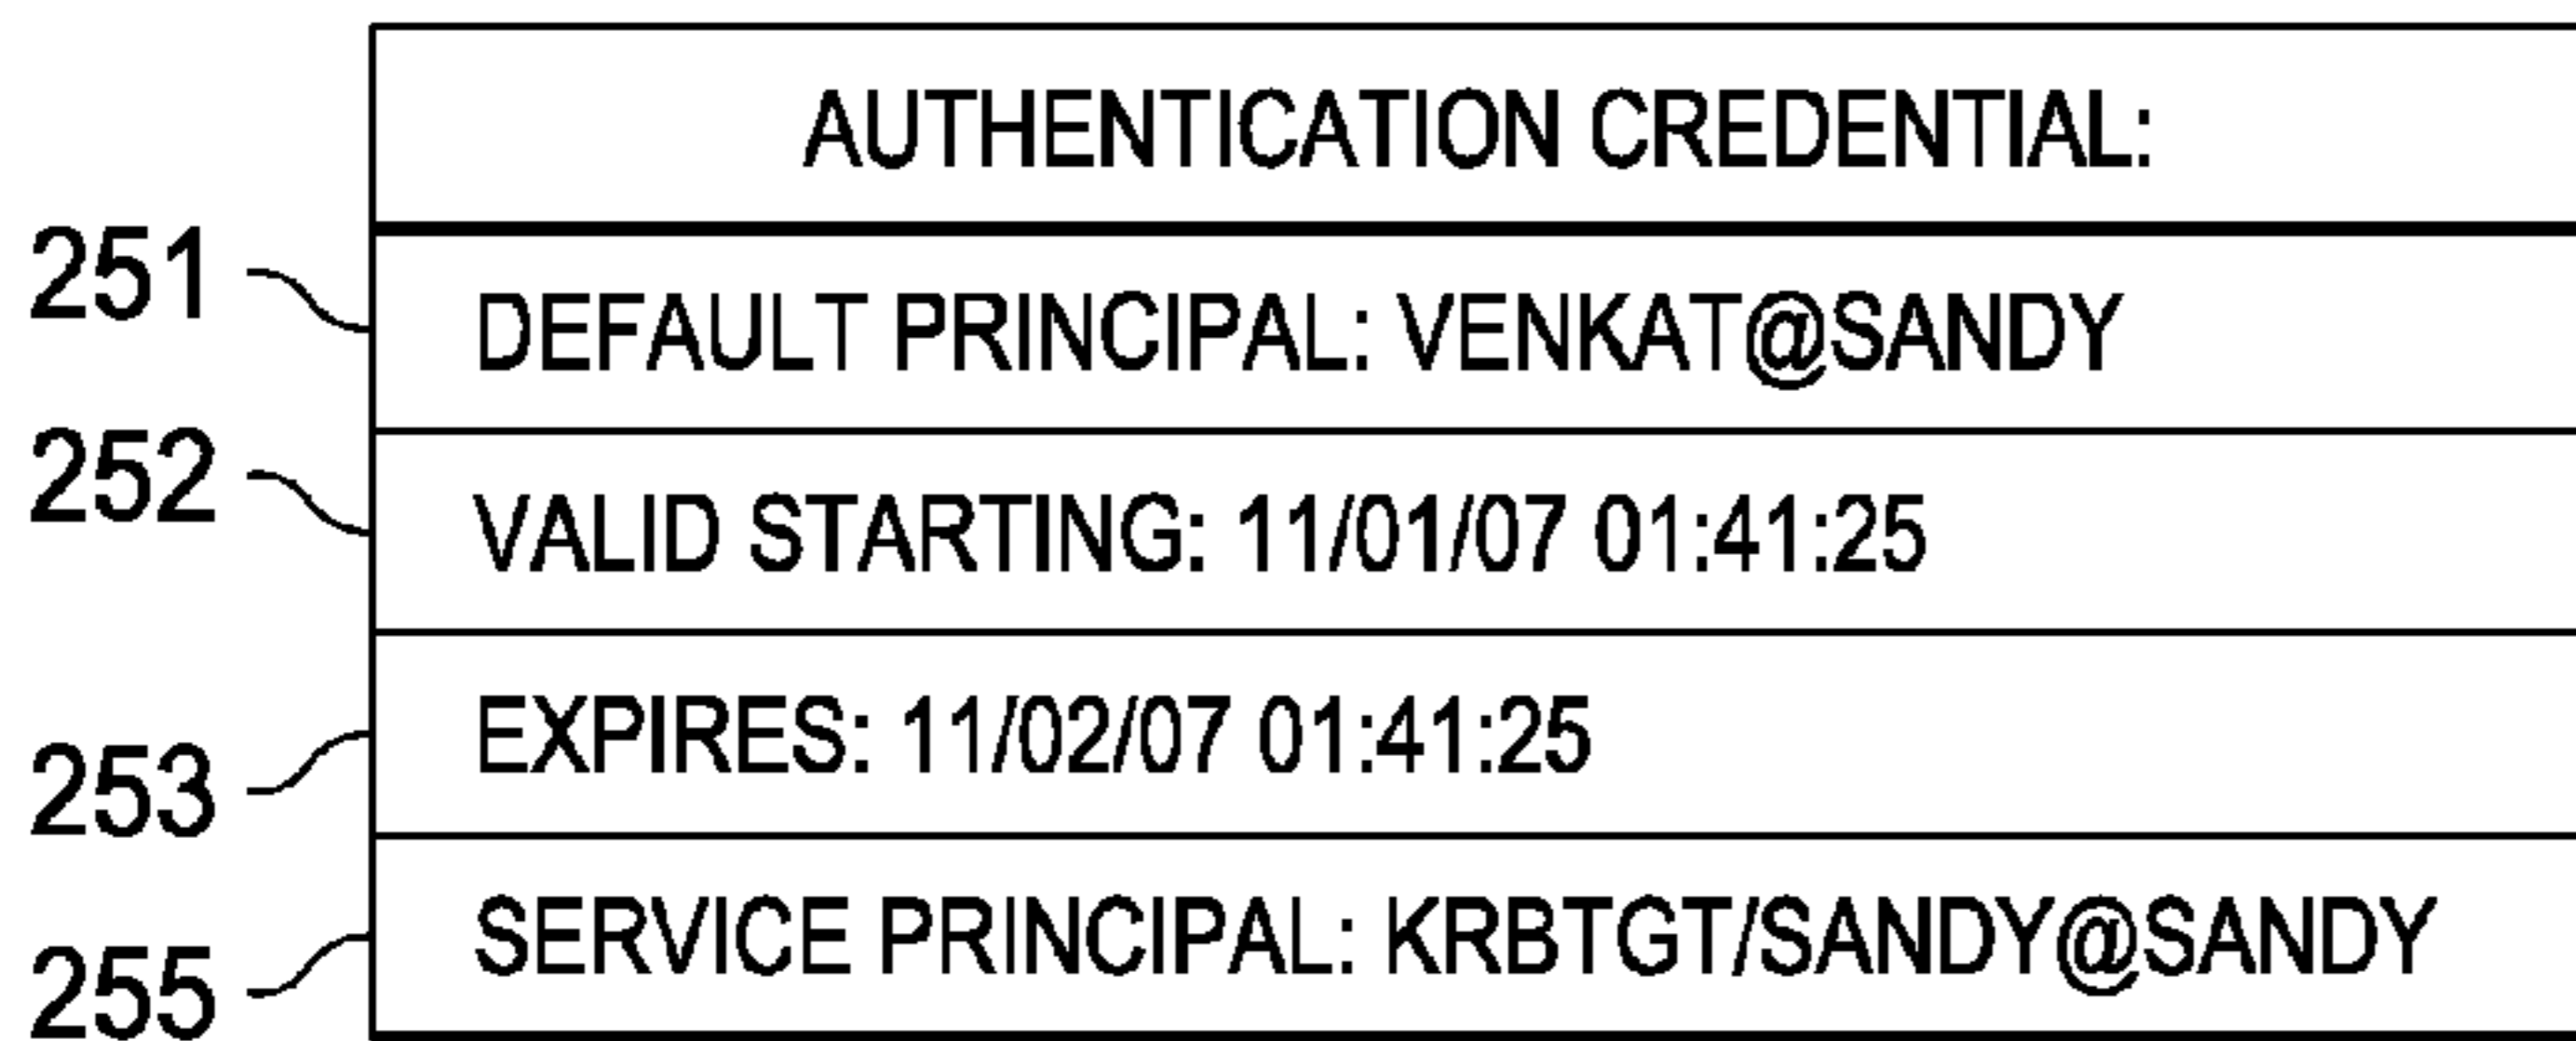 AUTHENTICATION CREDENTIAL:
251 DEFAULT PRINCIPAL: VENKAT@SANDY
252 VALID STARTING: 11/01/07 01:41:25
253 EXPIRES: 11/02/07 01:41:25
255 SERVICE PRINCIPAL: KRBTGT/SANDY@SANDY